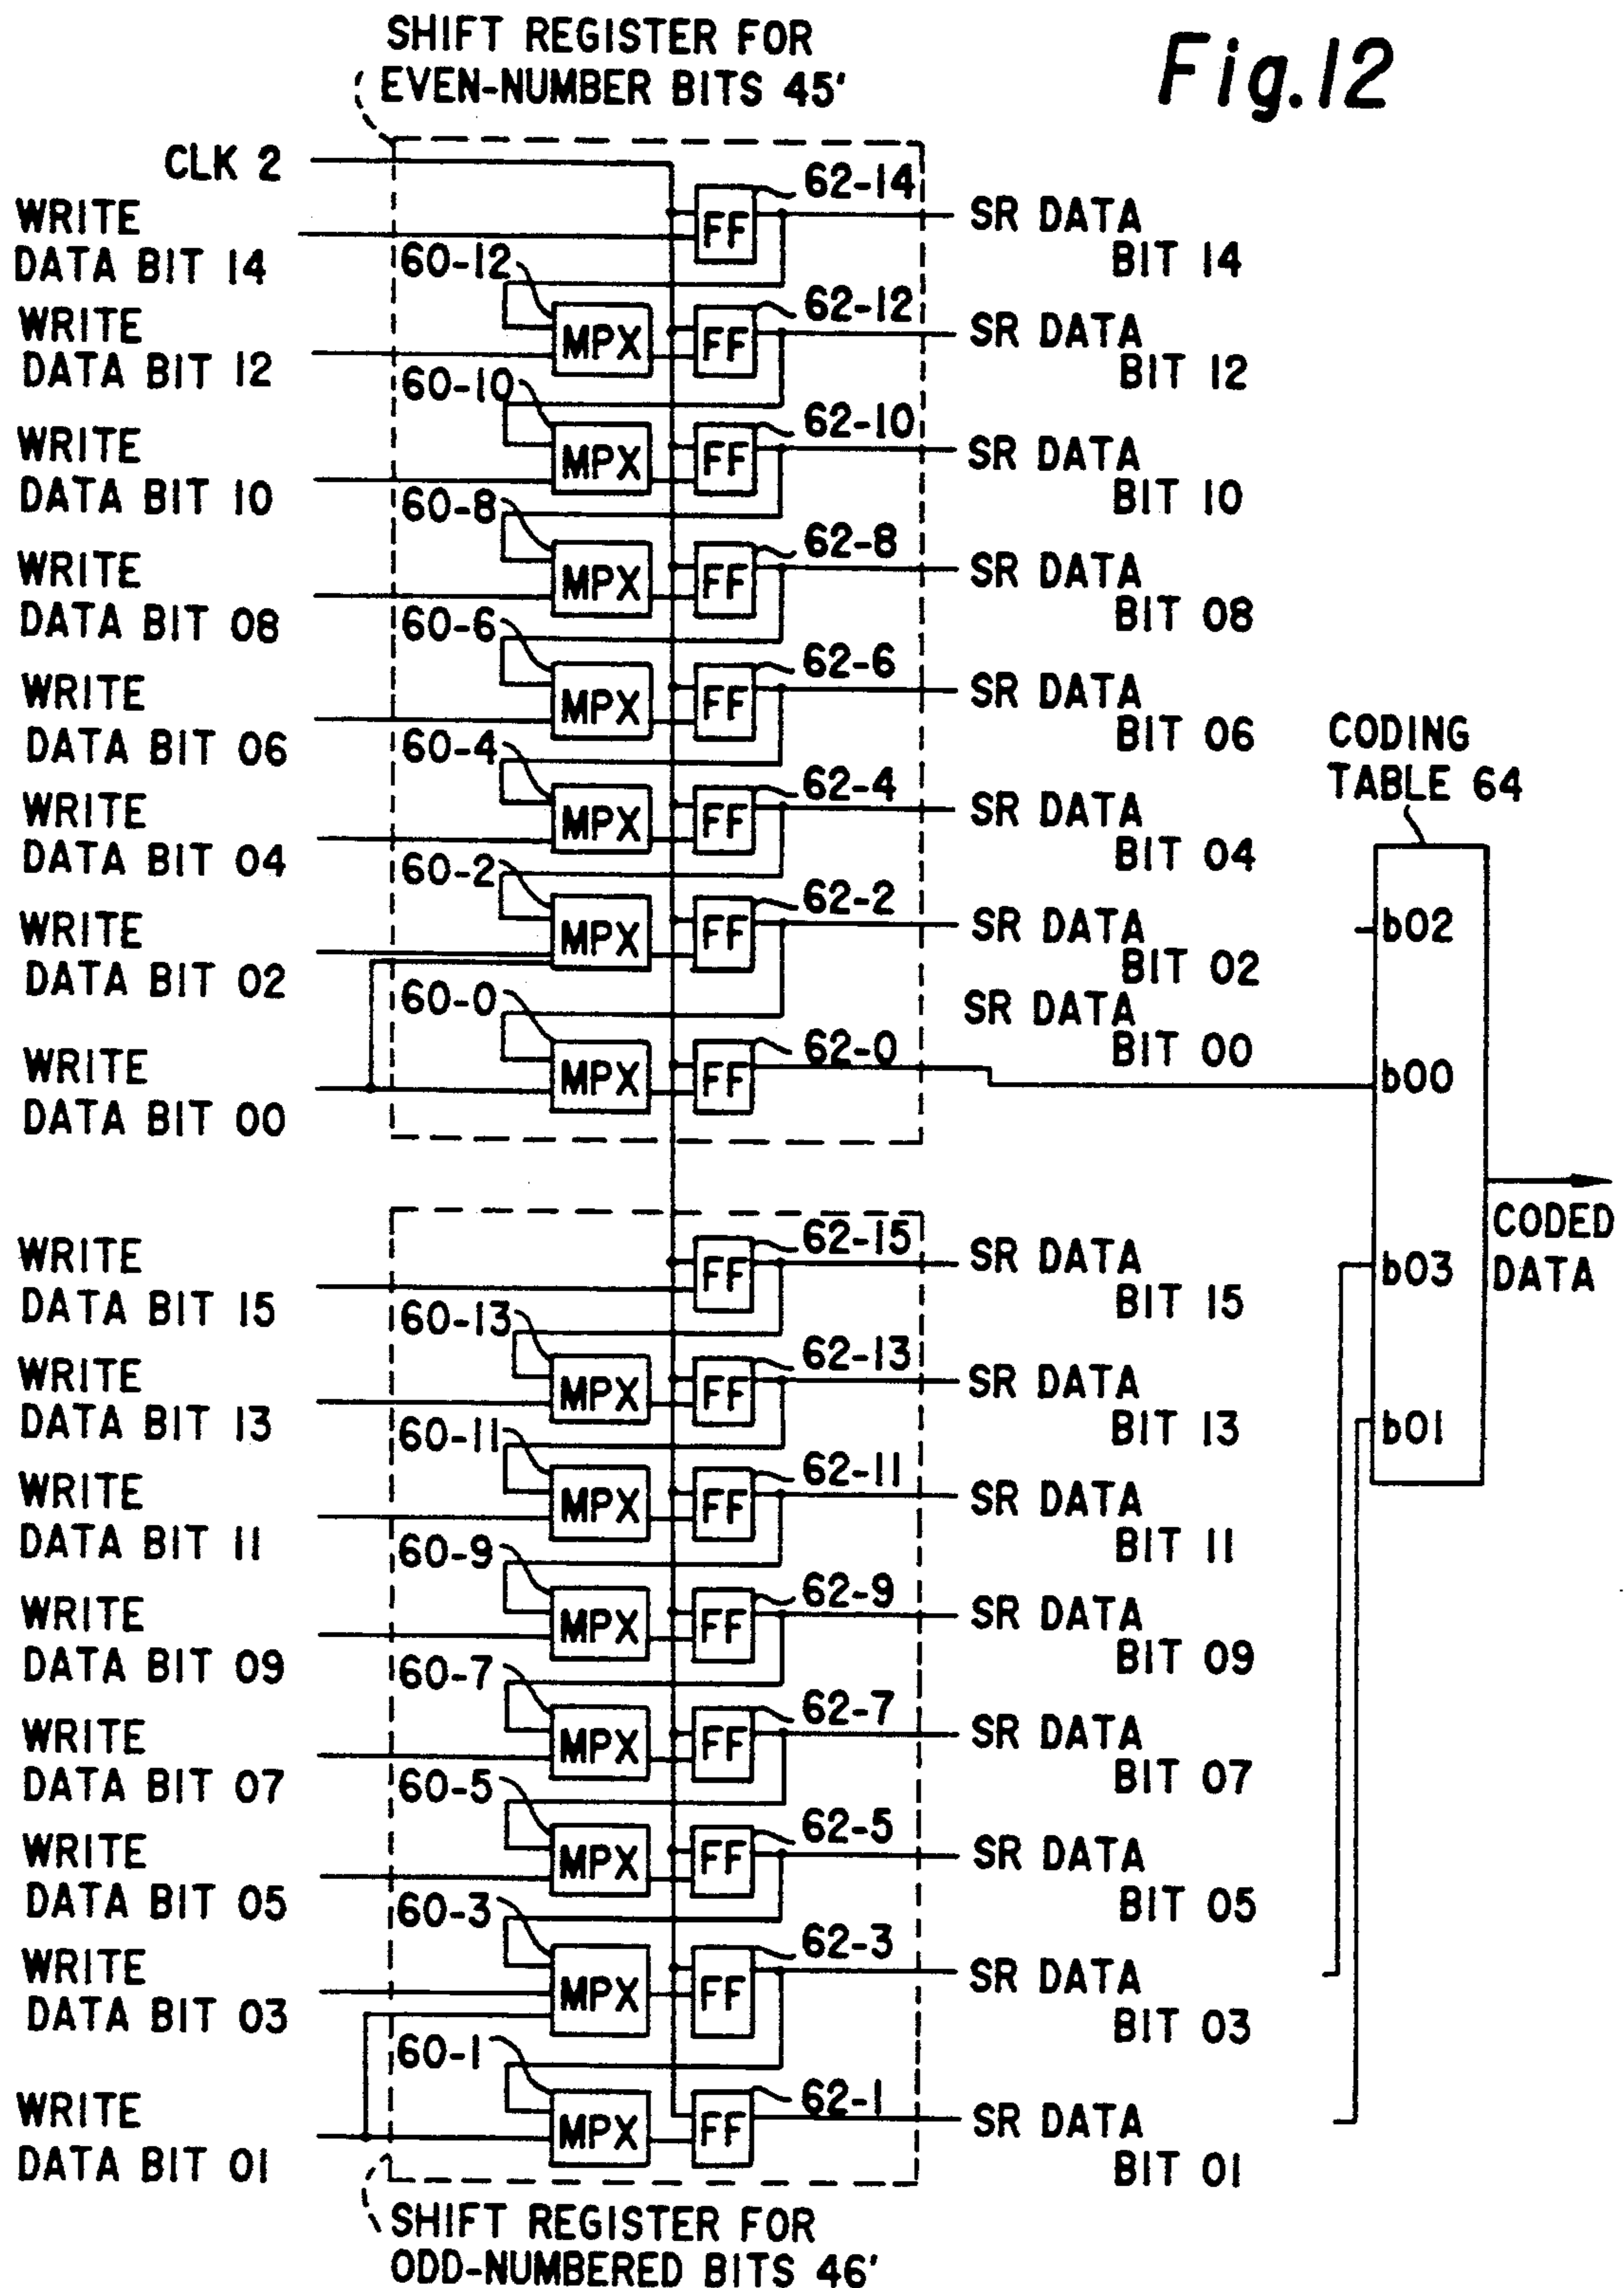 SHIFT REGISTER FOR
EVEN-NUMBER BITS 45'
Fig.12
CLK 2
62-14
WRITE
DATA BIT 14
FF
SR DATA
BIT 14
60-12
62-12
WRITE
DATA BIT 12
MPX
FF
SR DATA
BIT 12
60-10
62-10
WRITE
DATA BIT 10
MPX
FF
SR DATA
BIT 10
60-8
62-8
WRITE
DATA BIT 08
MPX
FF
SR DATA
BIT 08
60-6
62-6
WRITE
DATA BIT 06
MPX
FF
SR DATA
BIT 06
60-4
62-4
WRITE
DATA BIT 04
MPX
FF
SR DATA
BIT 04
60-2
62-2
WRITE
DATA BIT 02
MPX
FF
SR DATA
BIT 02
60-0
62-0
WRITE
DATA BIT 00
MPX
FF
SR DATA
BIT 00
CODING
TABLE 64
b02
b00
b03
b01
CODED
DATA
62-15
WRITE
DATA BIT 15
FF
SR DATA
BIT 15
60-13
62-13
WRITE
DATA BIT 13
MPX
FF
SR DATA
BIT 13
60-11
62-11
WRITE
DATA BIT 11
MPX
FF
SR DATA
BIT 11
60-9
62-9
WRITE
DATA BIT 09
MPX
FF
SR DATA
BIT 09
60-7
62-7
WRITE
DATA BIT 07
MPX
FF
SR DATA
BIT 07
60-5
62-5
WRITE
DATA BIT 05
MPX
FF
SR DATA
BIT 05
60-3
62-3
WRITE
DATA BIT 03
MPX
FF
SR DATA
BIT 03
60-1
62-1
WRITE
DATA BIT 01
MPX
FF
SR DATA
BIT 01
SHIFT REGISTER FOR
ODD-NUMBERED BITS 46'